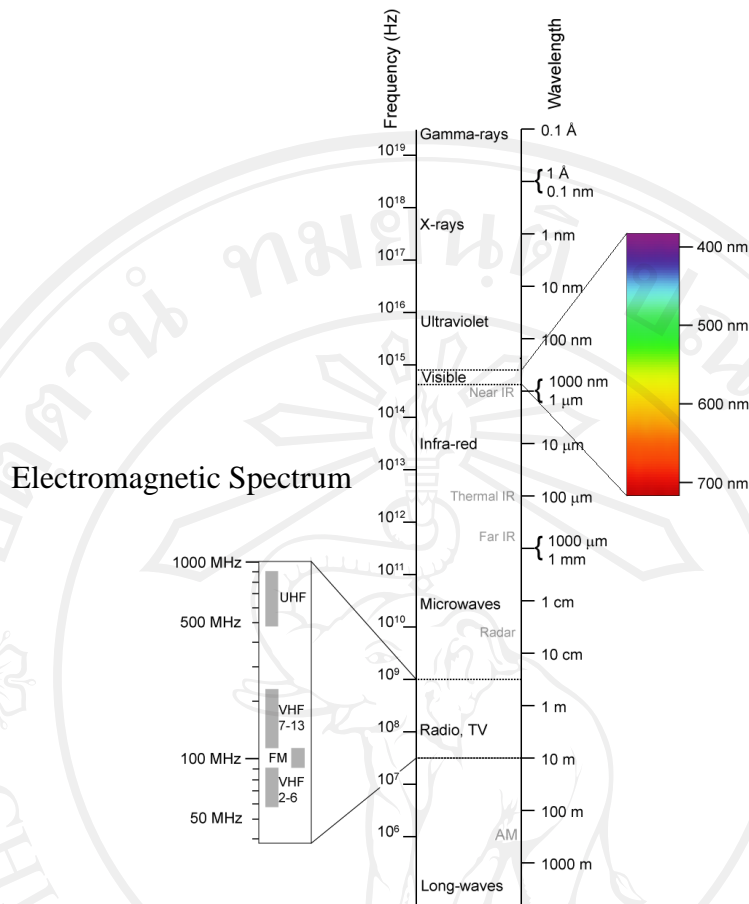 Frequency (Hz)
Wavelength
Gamma-rays
0.1 Å
10¹⁹
1 Å
0.1 nm
10¹⁸
X-rays
1 nm
400 nm
10¹⁷
10 nm
10¹⁶
Ultraviolet
100 nm
500 nm
10¹⁵
Visible
1000 nm
Near IR
1 μm
600 nm
10¹⁴
Infra-red
10 μm
10¹³
Electromagnetic Spectrum
Thermal IR
100 μm
700 nm
10¹²
Far IR
1000 μm
1 mm
1000 MHz
10¹¹
UHF
Microwaves
1 cm
500 MHz
10¹⁰
Radar
10 cm
10⁹
VHF
7-13
1 m
10⁸
Radio, TV
100 MHz
FM
10 m
VHF
2-6
10⁷
50 MHz
100 m
10⁶
AM
1000 m
Long-waves